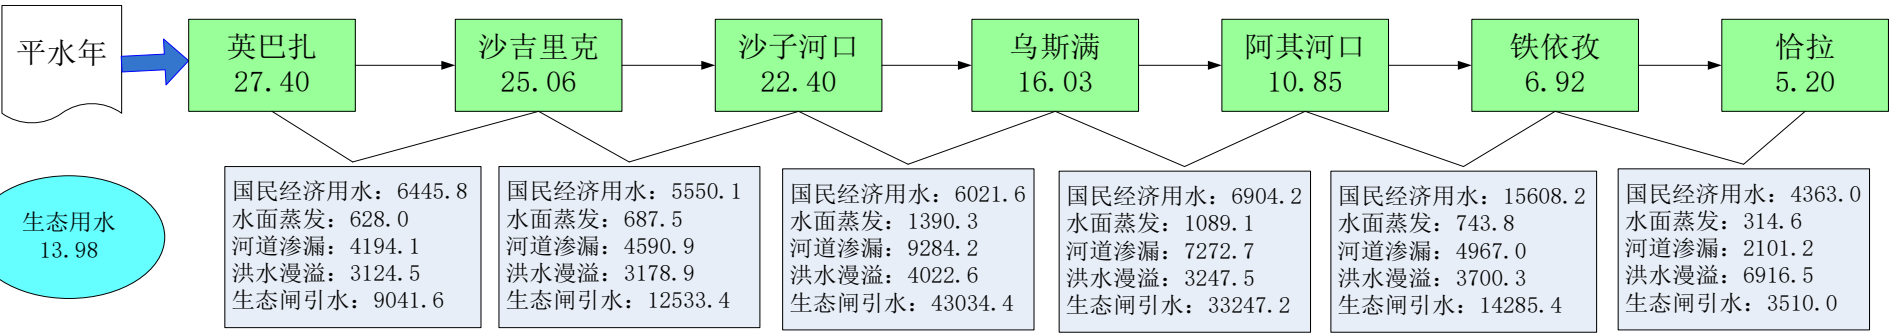 平水年
英巴扎
27.40
沙吉里克
25.06
沙子河口
22.40
乌斯满
16.03
阿其河口
10.85
铁依孜
6.92
恰拉
5.20
生态用水
13.98
国民经济用水：6445.8
水面蒸发：628.0
河道渗漏：4194.1
洪水漫溢：3124.5
生态闸引水：9041.6
国民经济用水：5550.1
水面蒸发：687.5
河道渗漏：4590.9
洪水漫溢：3178.9
生态闸引水：12533.4
国民经济用水：6021.6
水面蒸发：1390.3
河道渗漏：9284.2
洪水漫溢：4022.6
生态闸引水：43034.4
国民经济用水：6904.2
水面蒸发：1089.1
河道渗漏：7272.7
洪水漫溢：3247.5
生态闸引水：33247.2
国民经济用水：15608.2
水面蒸发：743.8
河道渗漏：4967.0
洪水漫溢：3700.3
生态闸引水：14285.4
国民经济用水：4363.0
水面蒸发：314.6
河道渗漏：2101.2
洪水漫溢：6916.5
生态闸引水：3510.0